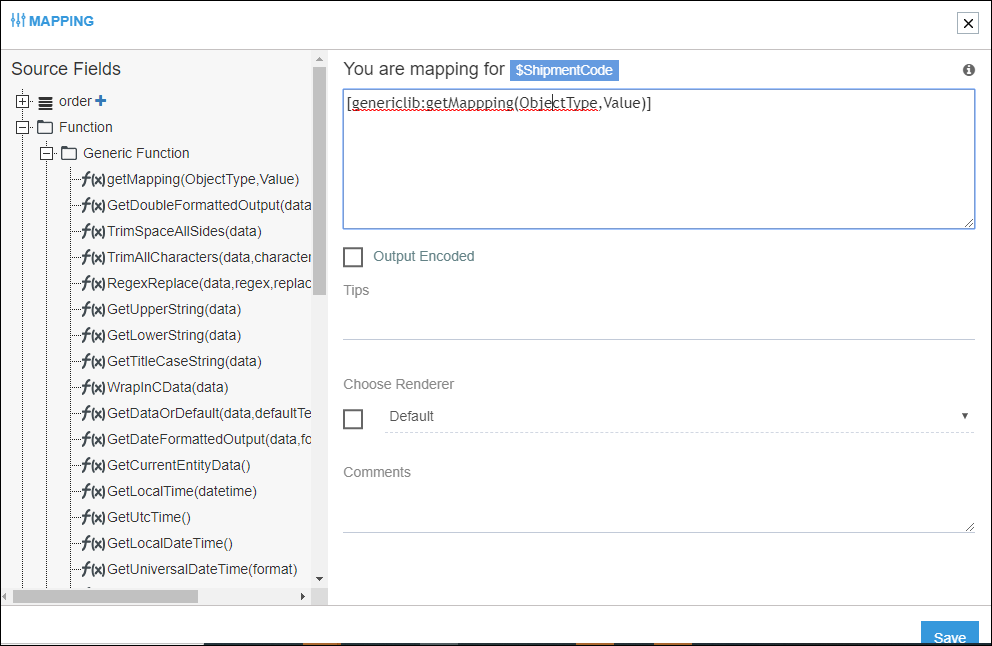 MAPPING
Source Fields
order
Function
Generic Function
f(x)getMapping(ObjectType,Value)
f(x)GetDoubleFormattedOutput(data
f(x)TrimSpaceAllSides(data)
f(x)TrimAllCharacters(data,character
f(x)RegexReplace(data,regex,replac
f(x)GetUpperString(data)
f(x)GetLowerString(data)
f(x)GetTitleCaseString(data)
f(x)WrapInCData(data)
f(x)GetDataOrDefault(data,defaultTe
f(x)GetDateFormattedOutput(data,fo
f(x)GetCurrentEntityData()
f(x)GetLocalTime(datetime)
f(x)GetUtcTime()
f(x)GetLocalDateTime()
f(x)GetUniversalDateTime(format)
You are mapping for $ShipmentCode
[genericlib:getMappping(ObjectType,Value)]
Output Encoded
Tips
Choose Renderer
Default
Comments
Save